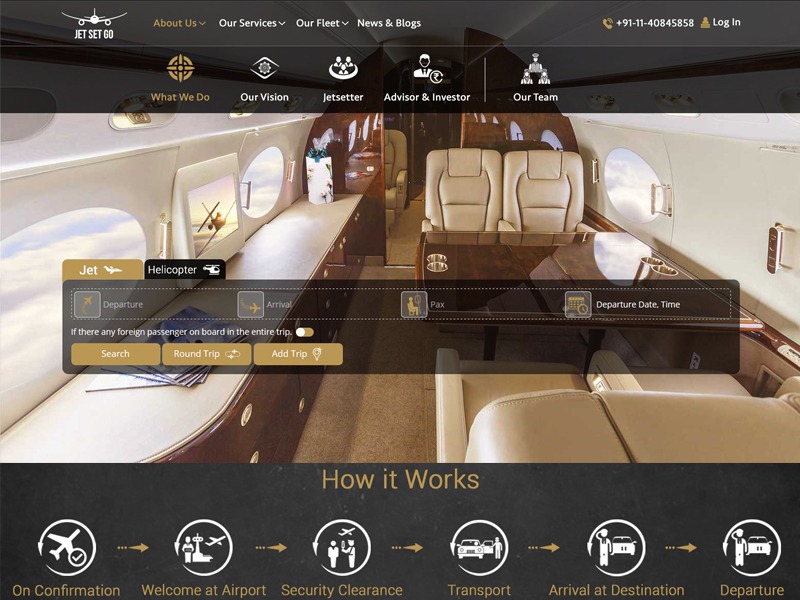 JET SET GO
About Us
Our Services
Our Fleet
News & Blogs
+91-11-40845858
Log In
What We Do
Our Vision
Jetsetter
Advisor & Investor
Our Team
Jet
Helicopter
Departure
Arrival
Pax
Departure Date, Time
If there any foreign passenger on board in the entire trip.
Search
Round Trip
Add Trip
How it Works
On Confirmation
Welcome at Airport
Security Clearance
Transport
Arrival at Destination
Departure